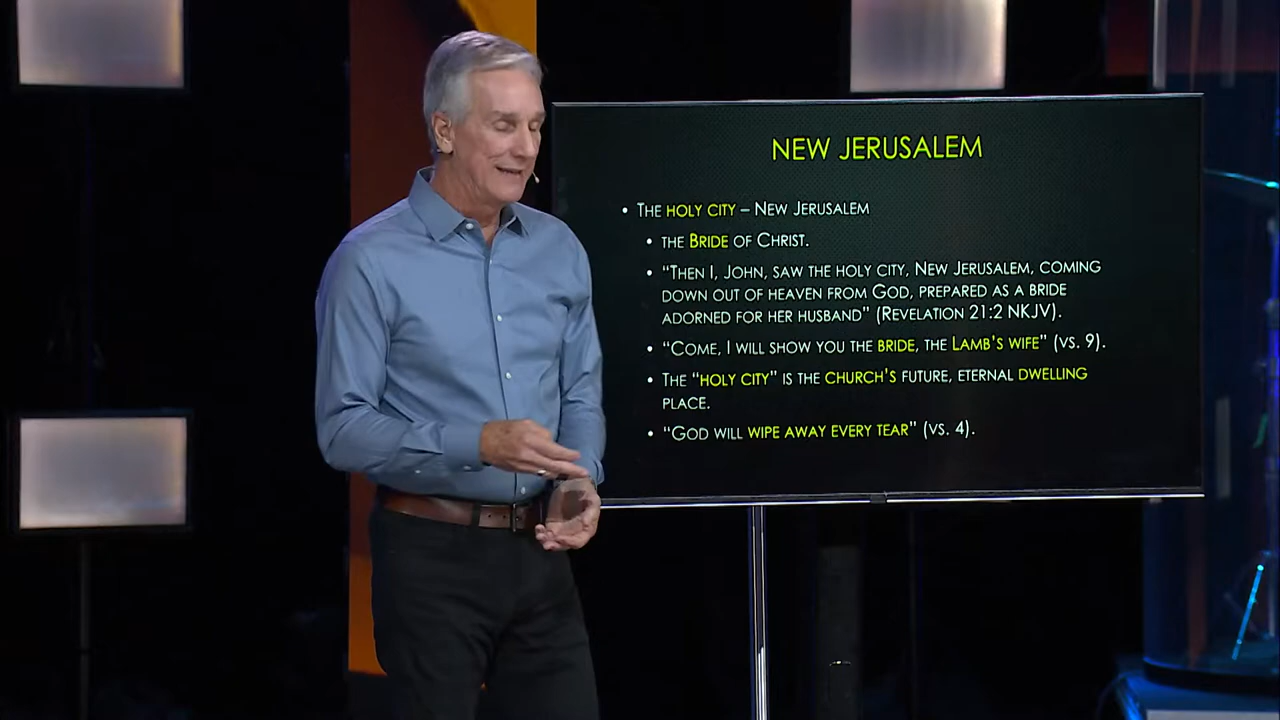 NEW JERUSALEM
• THE HOLY CITY – NEW JERUSALEM
• THE BRIDE OF CHRIST.
• “THEN I, JOHN, SAW THE HOLY CITY, NEW JERUSALEM, COMING
DOWN OUT OF HEAVEN FROM GOD, PREPARED AS A BRIDE
ADORNED FOR HER HUSBAND” (REVELATION 21:2 NKJV).
• “COME, I WILL SHOW YOU THE BRIDE, THE LAMB’S WIFE” (VS. 9).
• THE “HOLY CITY” IS THE CHURCH’S FUTURE, ETERNAL DWELLING
PLACE.
• “GOD WILL WIPE AWAY EVERY TEAR” (VS. 4).